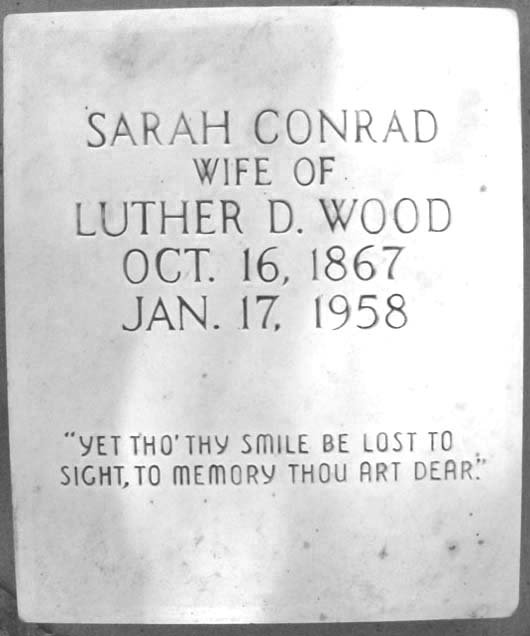 SARAH CONRAD
WIFE OF
LUTHER D. WOOD
OCT. 16, 1867
JAN. 17, 1958
"YET THO' THY SMILE BE LOST TO
SIGHT, TO MEMORY THOU ART DEAR."